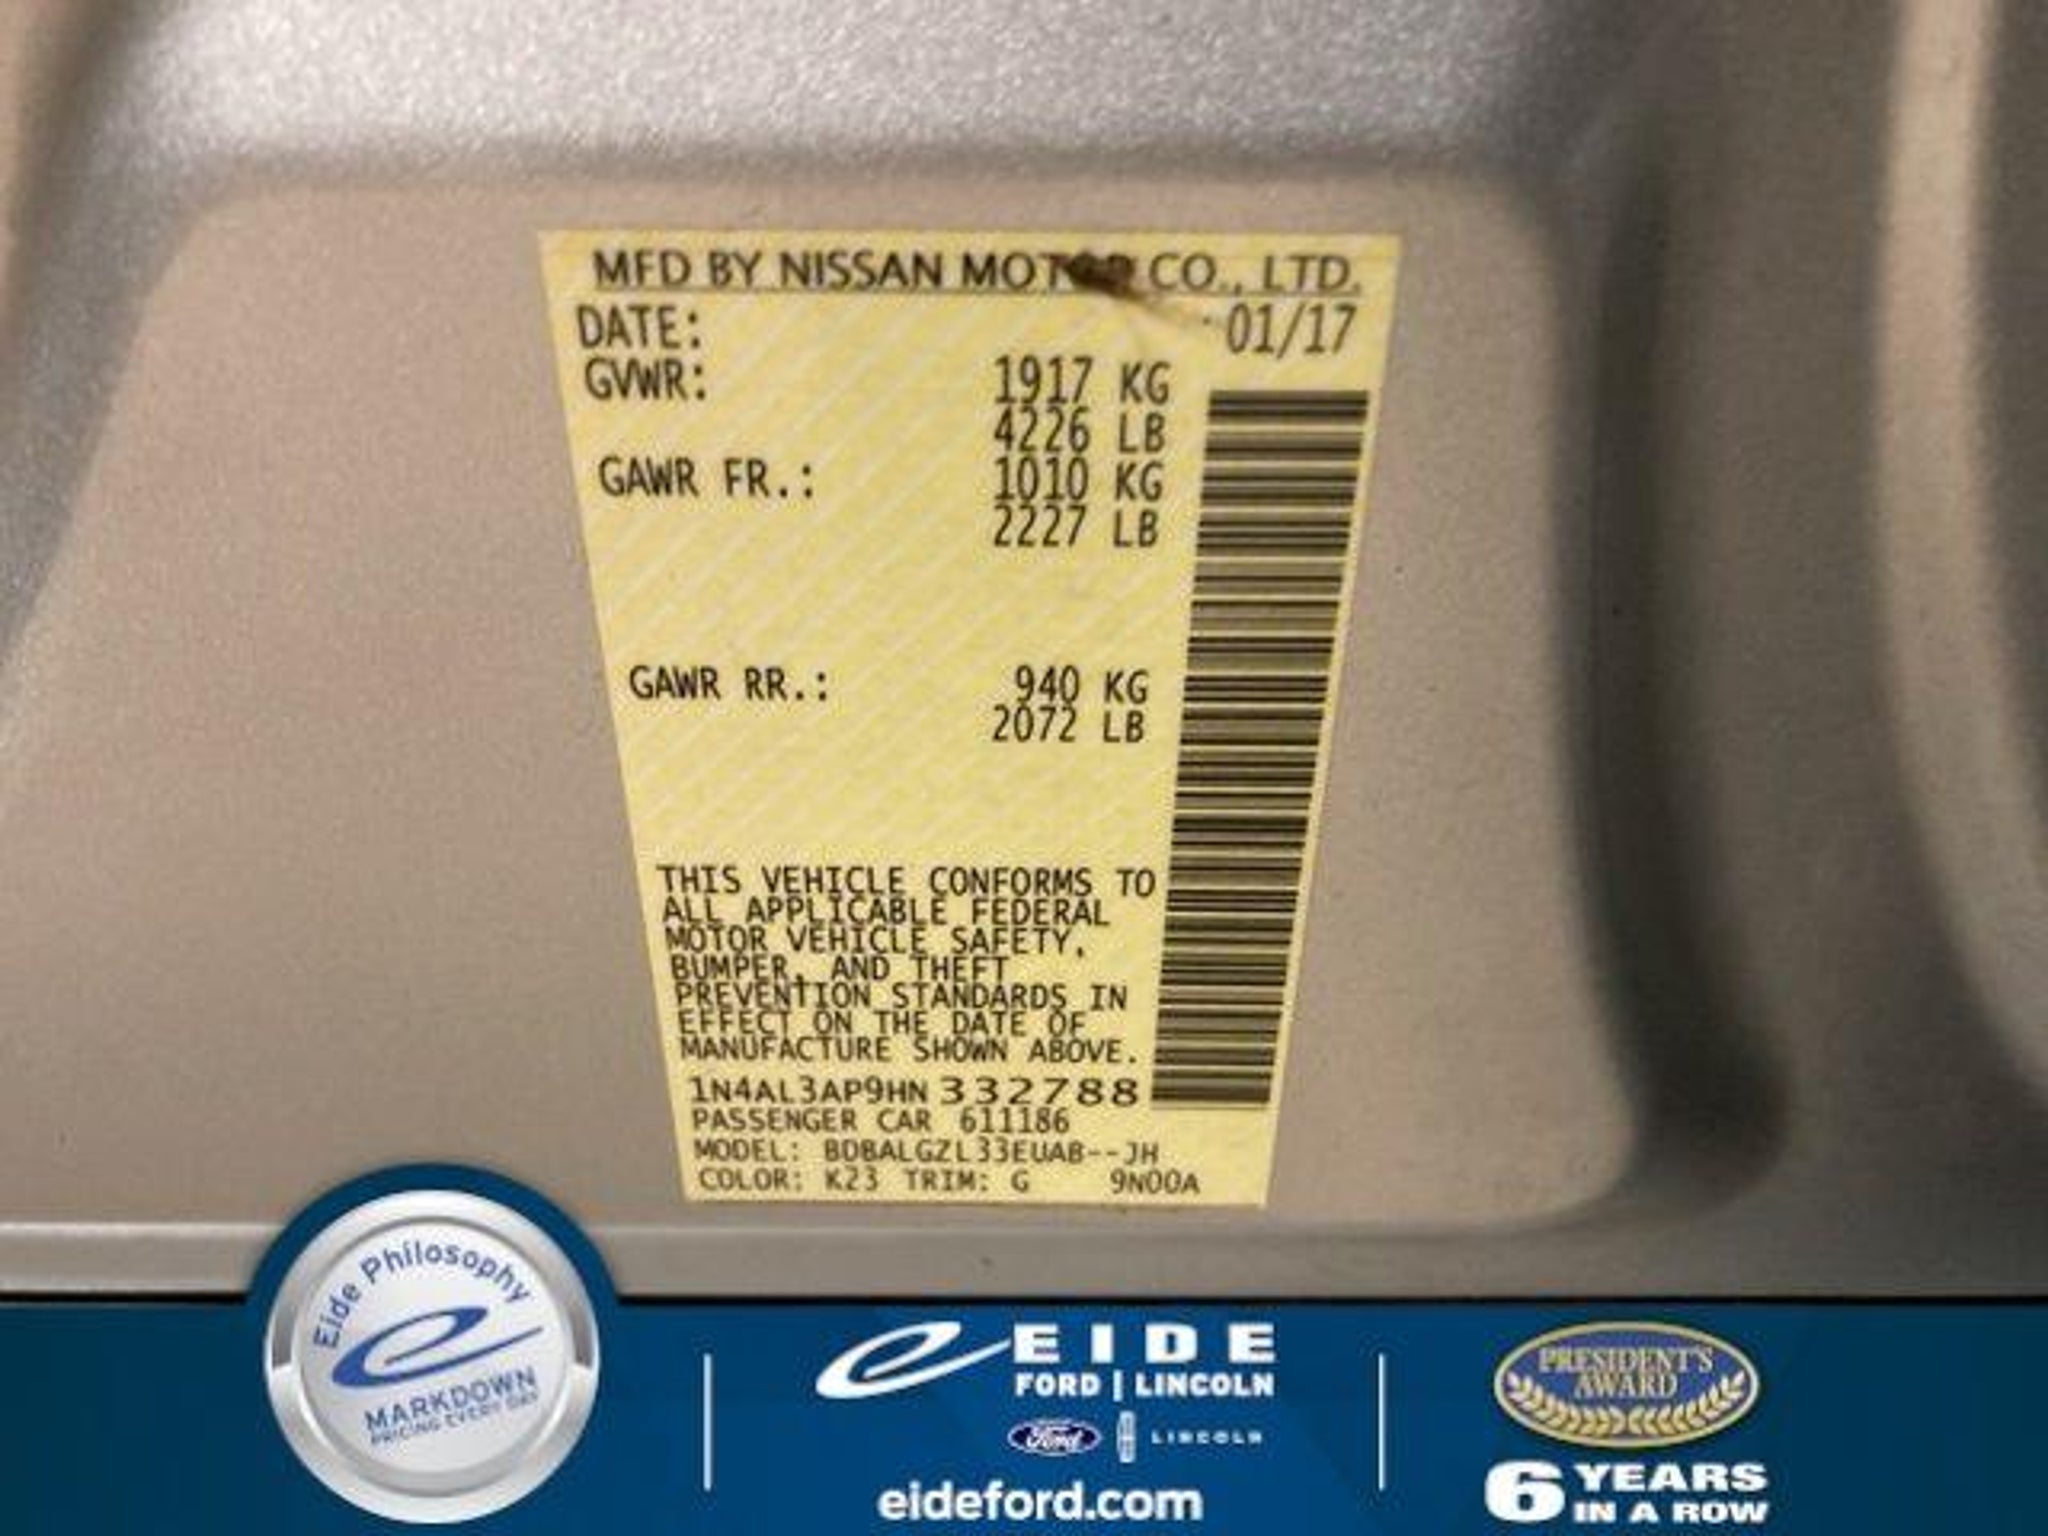 MFD BY NISSAN MOTOR CO., LTD.
DATE: 01/17
GVWR: 1917 KG
4226 LB
GAWR FR.: 1010 KG
2227 LB
GAWR RR.: 940 KG
2072 LB
THIS VEHICLE CONFORMS TO
ALL APPLICABLE FEDERAL
MOTOR VEHICLE SAFETY,
BUMPER, AND THEFT
PREVENTION STANDARDS IN
EFFECT ON THE DATE OF
MANUFACTURE SHOWN ABOVE.
1N4AL3AP9HN 332788
PASSENGER CAR 611186
MODEL: BDBALGZL33EUAB--JH
COLOR: K23 TRIM: G 9N00A
Eide Philosophy
e
MARKDOWN
PRICING EVERY DAY
e EIDE
FORD | LINCOLN
Ford LINCOLN
eideford.com
PRESIDENT'S
AWARD
6 YEARS
IN A ROW